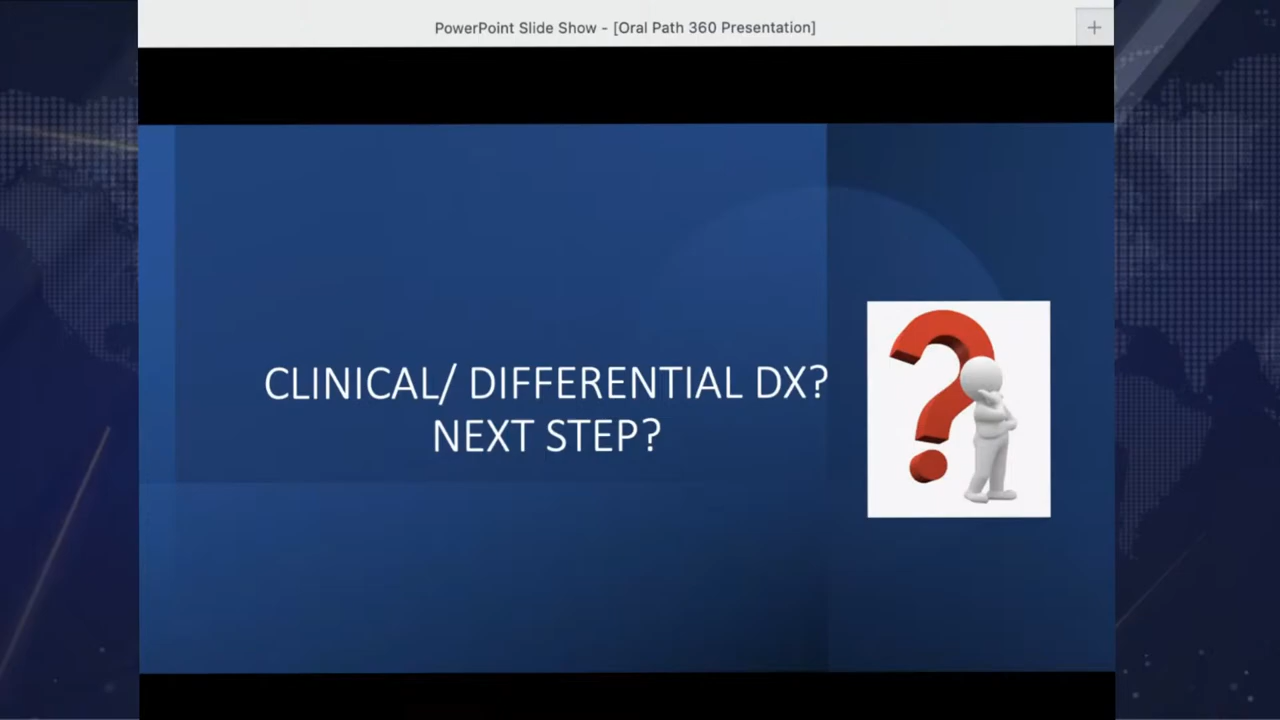 PowerPoint Slide Show - [Oral Path 360 Presentation]
CLINICAL/ DIFFERENTIAL DX?
NEXT STEP?